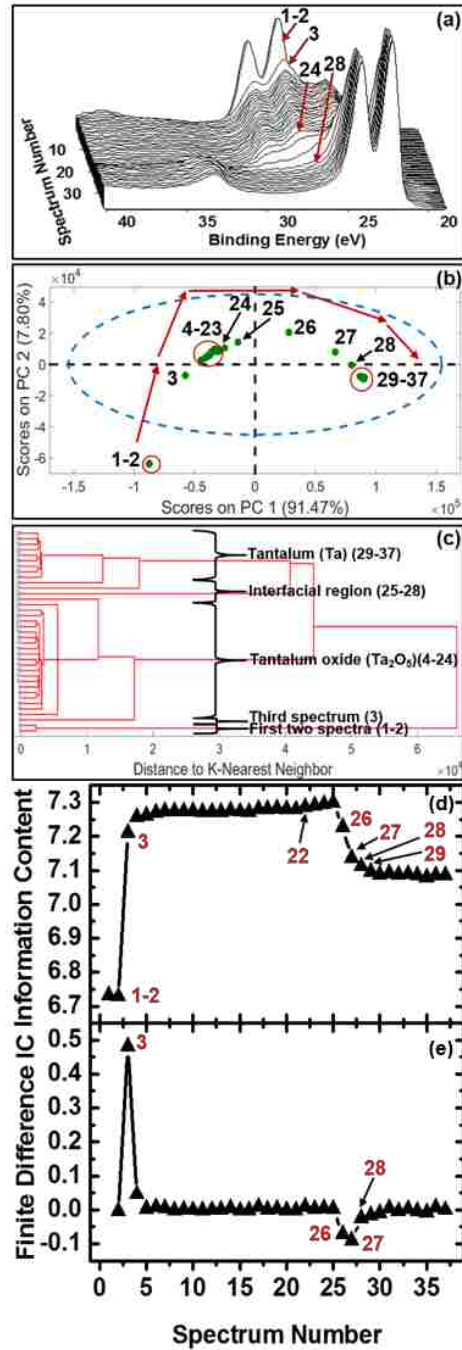 (a)
1-2
3
24
28
Spectrum Number
10
20
30
40 35 30 25 20
Binding Energy (eV)
(b)
×10⁴
Scores on PC 2 (7.80%)
4
2
0
-2
-4
-6
24
25
4-23
26
27
28
3
29-37
1-2
-1.5 -1 -0.5 0 0.5 1 1.5
Scores on PC 1 (91.47%)
×10⁵
(c)
Tantalum (Ta) (29-37)
Interfacial region (25-28)
Tantalum oxide (Ta₂O₅)(4-24)
Third spectrum (3)
First two spectra (1-2)
0 1 2 3 4 5 6
Distance to K-Nearest Neighbor
×10⁴
(d)
Information Content
7.3
7.2
7.1
7.0
6.9
6.8
6.7
3
22
26
27
28
29
1-2
(e)
Finite Difference IC
0.5
0.4
0.3
0.2
0.1
0.0
-0.1
3
28
26
27
0 5 10 15 20 25 30 35
Spectrum Number